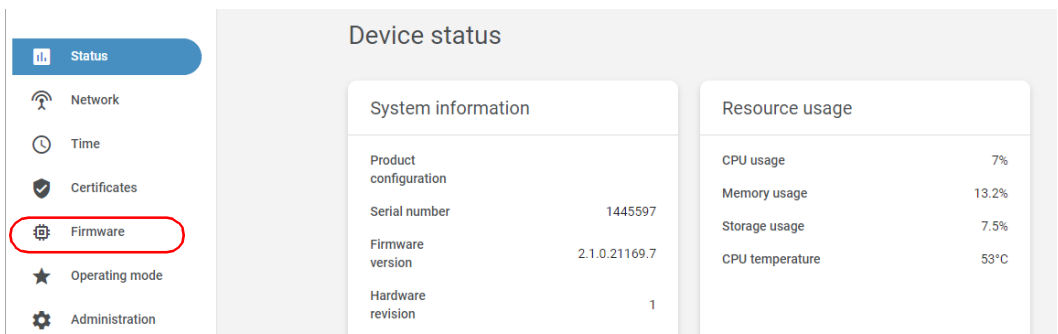 Status
Network
Time
Certificates
Firmware
Operating mode
Administration
Device status
System information
Product
configuration
Serial number 1445597
Firmware
version 2.1.0.21169.7
Hardware
revision 1
Resource usage
CPU usage 7%
Memory usage 13.2%
Storage usage 7.5%
CPU temperature 53°C